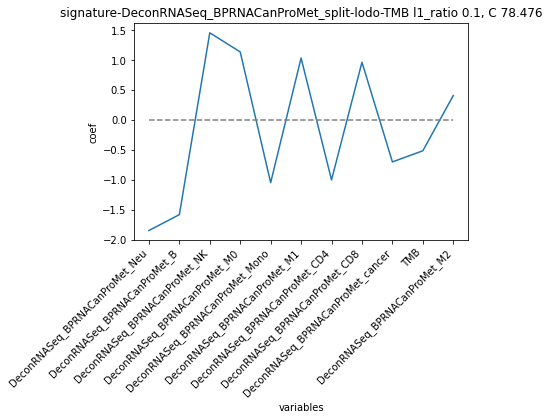 signature-DeconRNASeq_BPRNACanProMet_split-lodo-TMB l1_ratio 0.1, C 78.476
1.5
1.0
0.5
0.0
−0.5
−1.0
−1.5
−2.0
coef
DeconRNASeq_BPRNACanProMet_Neu
DeconRNASeq_BPRNACanProMet_B
DeconRNASeq_BPRNACanProMet_NK
DeconRNASeq_BPRNACanProMet_M0
DeconRNASeq_BPRNACanProMet_Mono
DeconRNASeq_BPRNACanProMet_M1
DeconRNASeq_BPRNACanProMet_CD4
DeconRNASeq_BPRNACanProMet_CD8
DeconRNASeq_BPRNACanProMet_cancer
TMB
DeconRNASeq_BPRNACanProMet_M2
variables